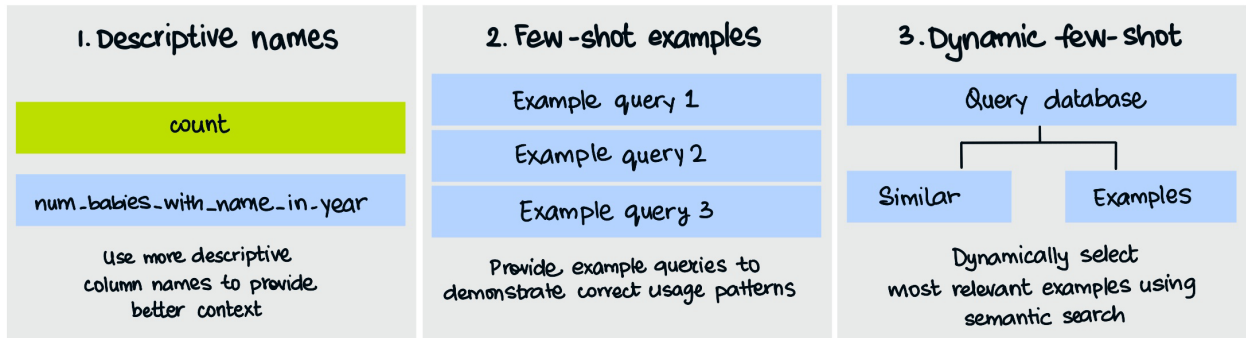 1. Descriptive names
count
num_babies_with_name_in_year
Use more descriptive
column names to provide
better context
2. Few-shot examples
Example query 1
Example query 2
Example query 3
Provide example queries to
demonstrate correct usage patterns
3. Dynamic few-shot
Query database
Similar
Examples
Dynamically select
most relevant examples using
semantic search